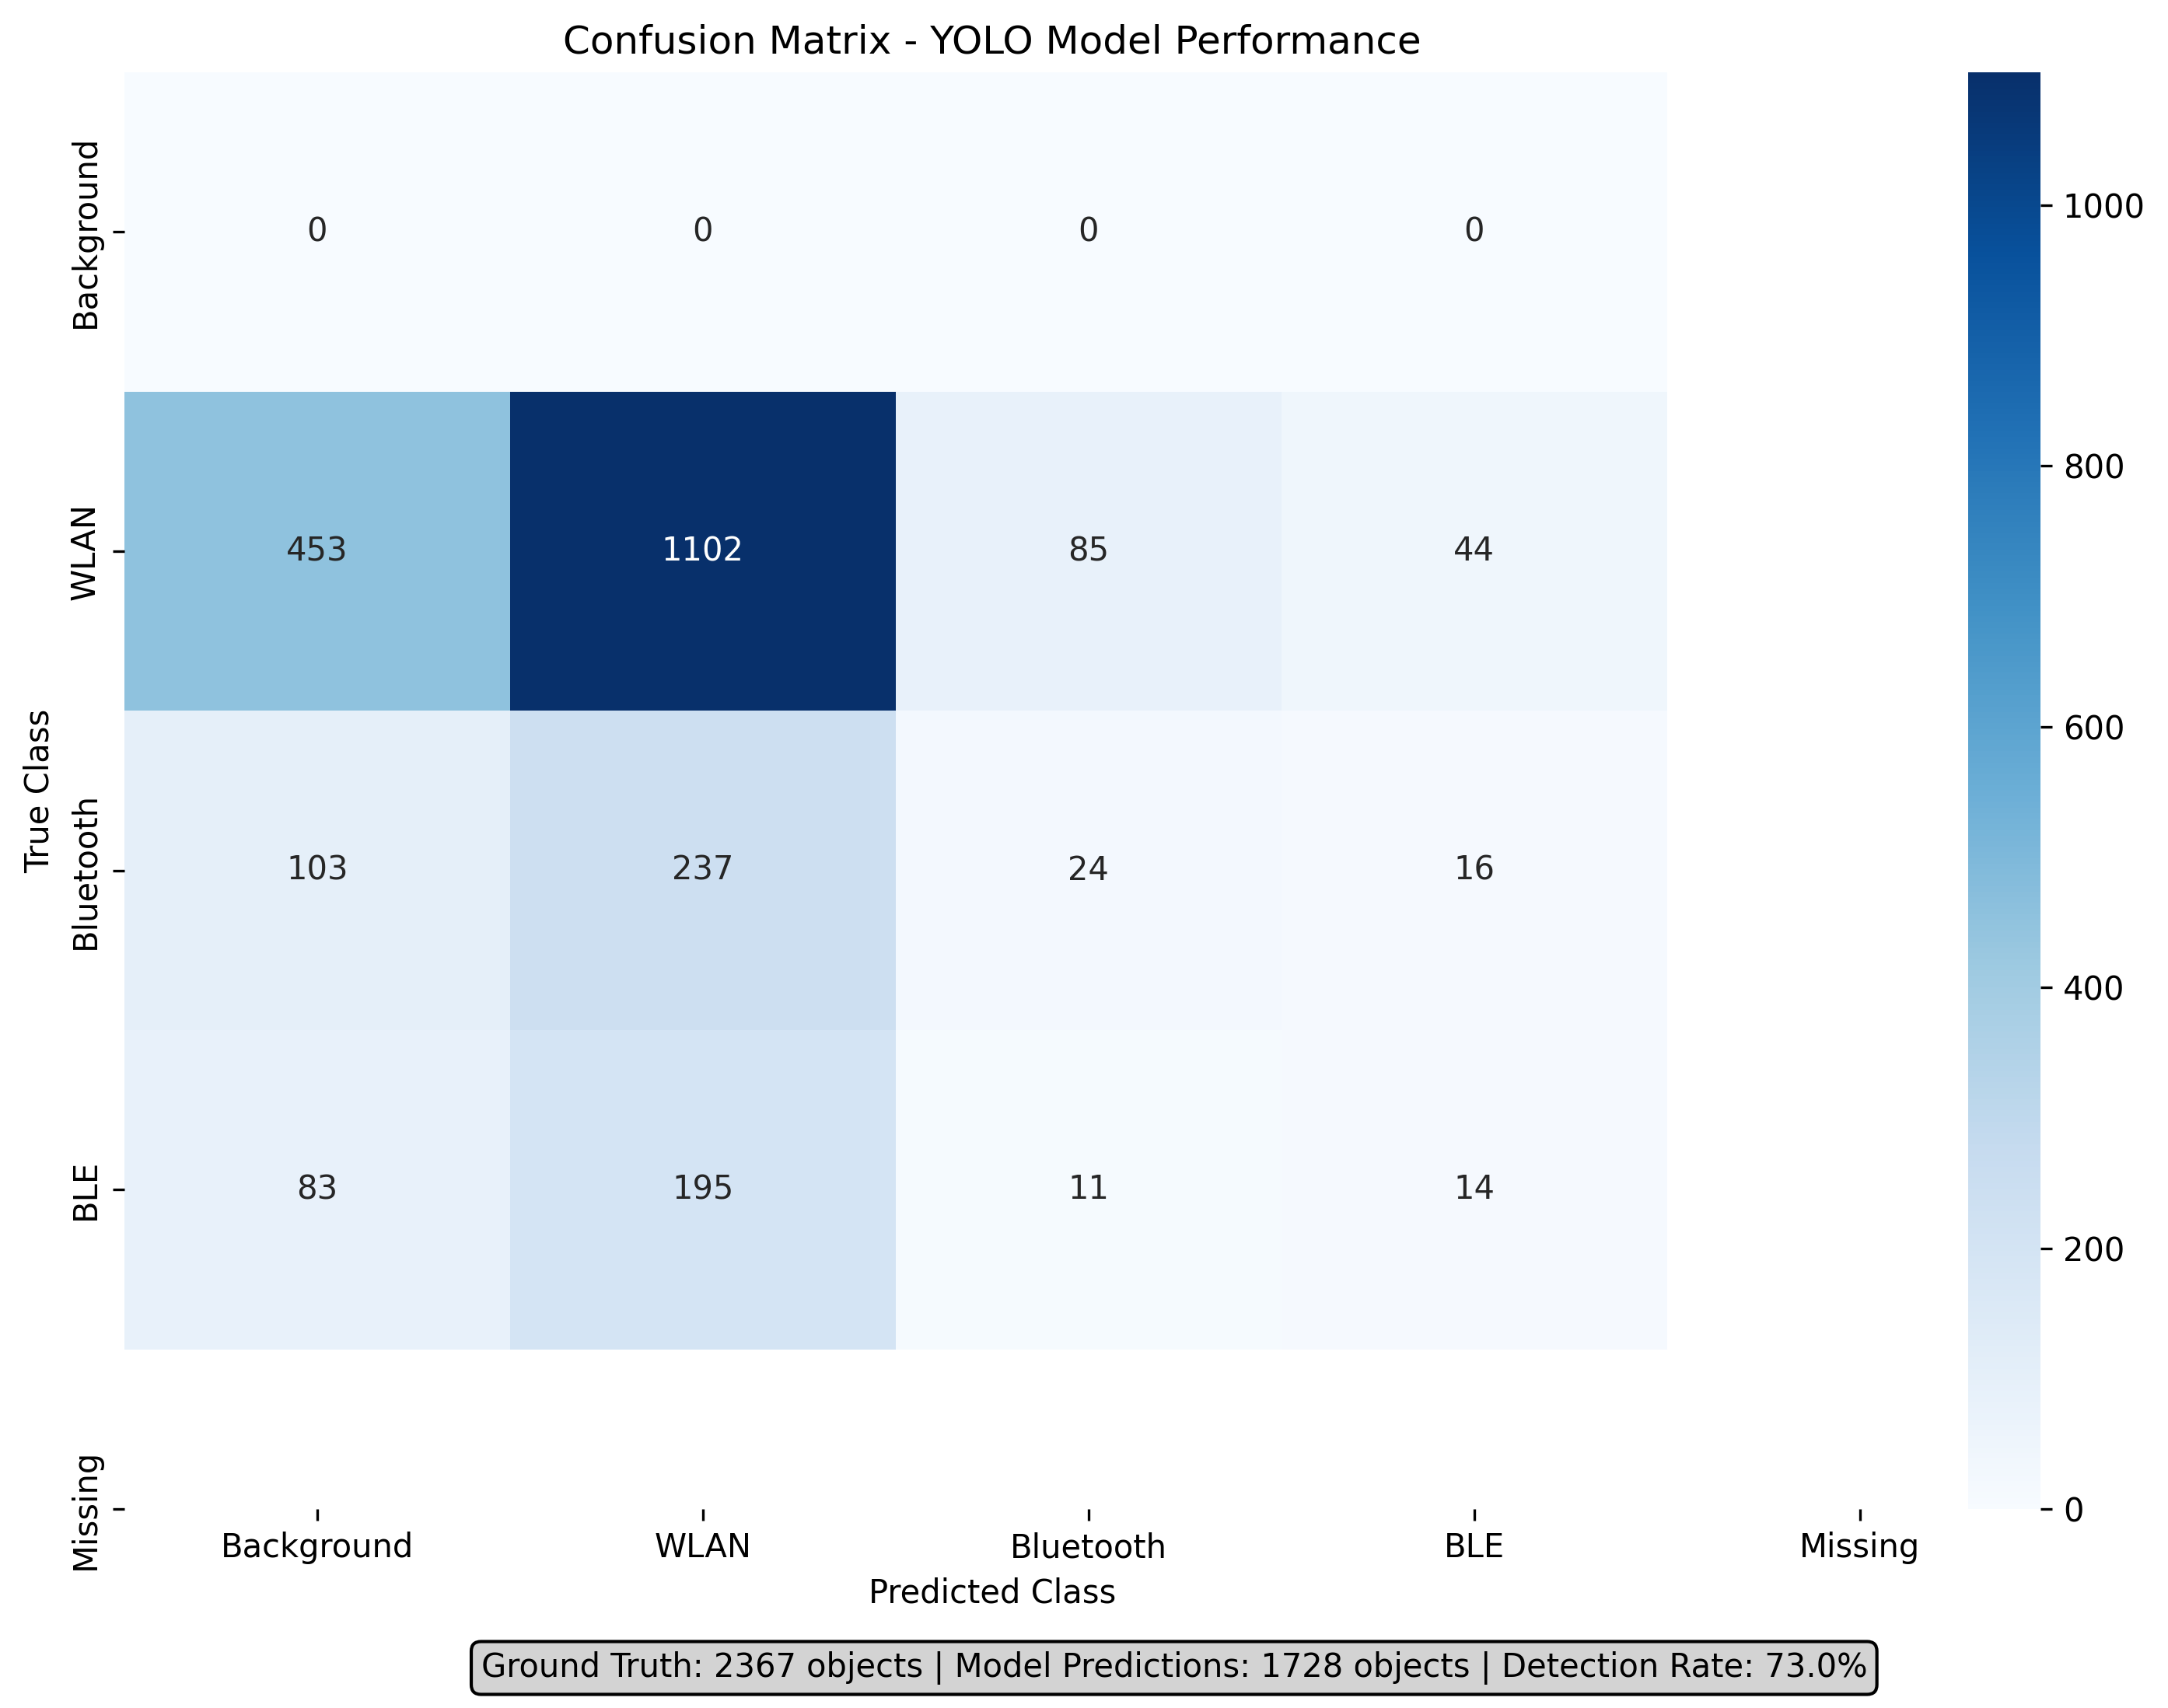 Confusion Matrix - YOLO Model Performance
True Class
Background
0 0 0 0
WLAN
453 1102 85 44
Bluetooth
103 237 24 16
BLE
83 195 11 14
Missing
Background WLAN Bluetooth BLE Missing
Predicted Class
1000
800
600
400
200
0
Ground Truth: 2367 objects | Model Predictions: 1728 objects | Detection Rate: 73.0%